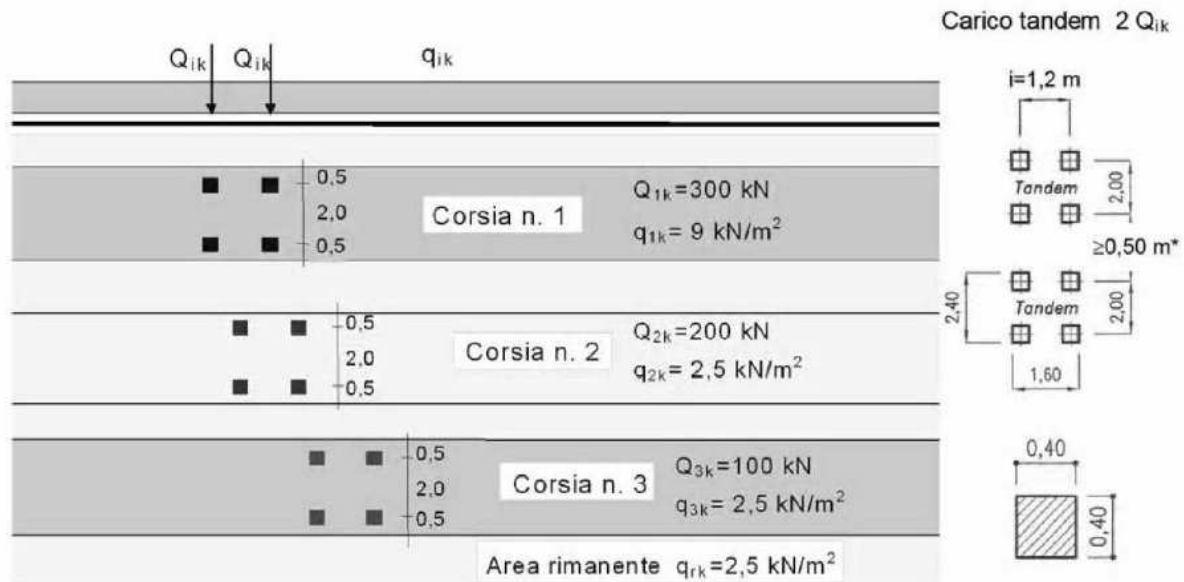 Carico tandem 2 Qik
Qik Qik qik
i=1,2 m
0,5
2,0
0,5
Corsia n. 1
Q1k=300 kN
q1k= 9 kN/m²
Tandem
2,00
≥0,50 m*
0,5
2,0
0,5
Corsia n. 2
Q2k=200 kN
q2k= 2,5 kN/m²
2,40
Tandem
2,00
1,60
0,5
2,0
0,5
Corsia n. 3
Q3k=100 kN
q3k= 2,5 kN/m²
0,40
0,40
Area rimanente qrk=2,5 kN/m²